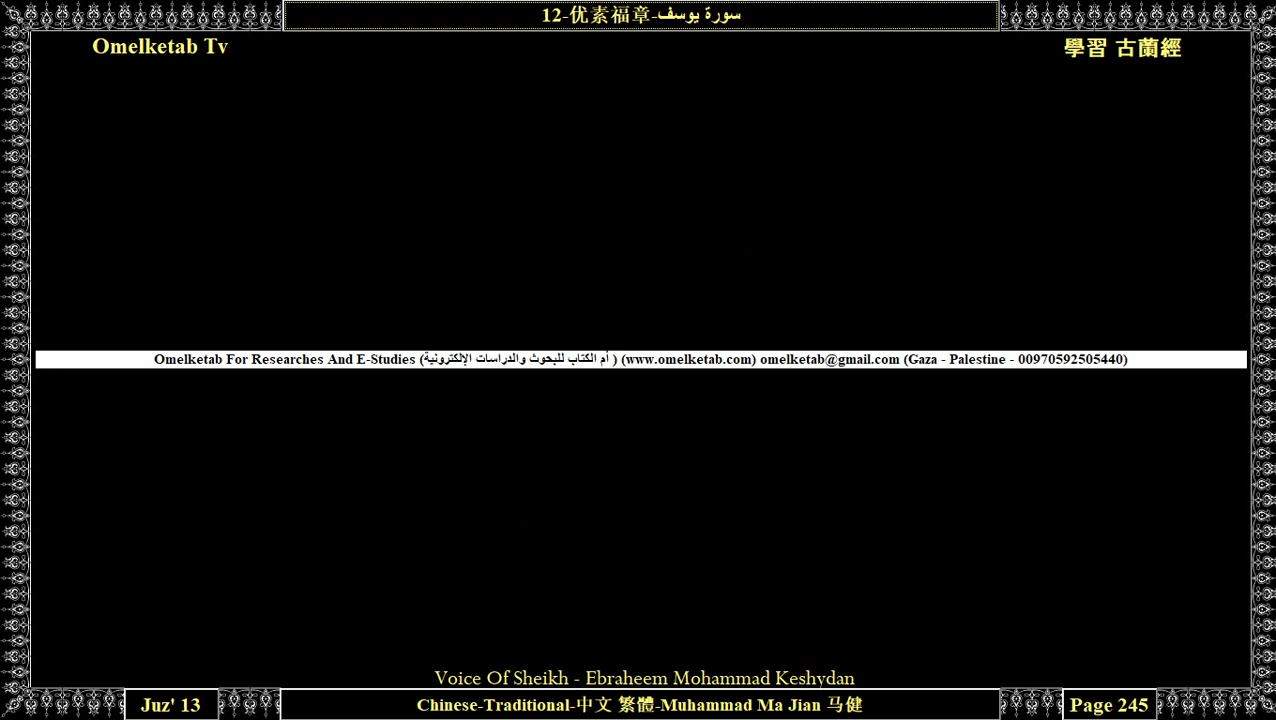 12-优素福章-سورة يوسف
Omelketab Tv
學習 古蘭經
Omelketab For Researches And E-Studies (أم الكتاب للبحوث والدراسات الإلكترونية ) (www.omelketab.com) omelketab@gmail.com (Gaza - Palestine - 00970592505440)
Voice Of Sheikh - Ebraheem Mohammad Keshydan
Juz' 13
Chinese-Traditional-中文 繁體-Muhammad Ma Jian 马健
Page 245